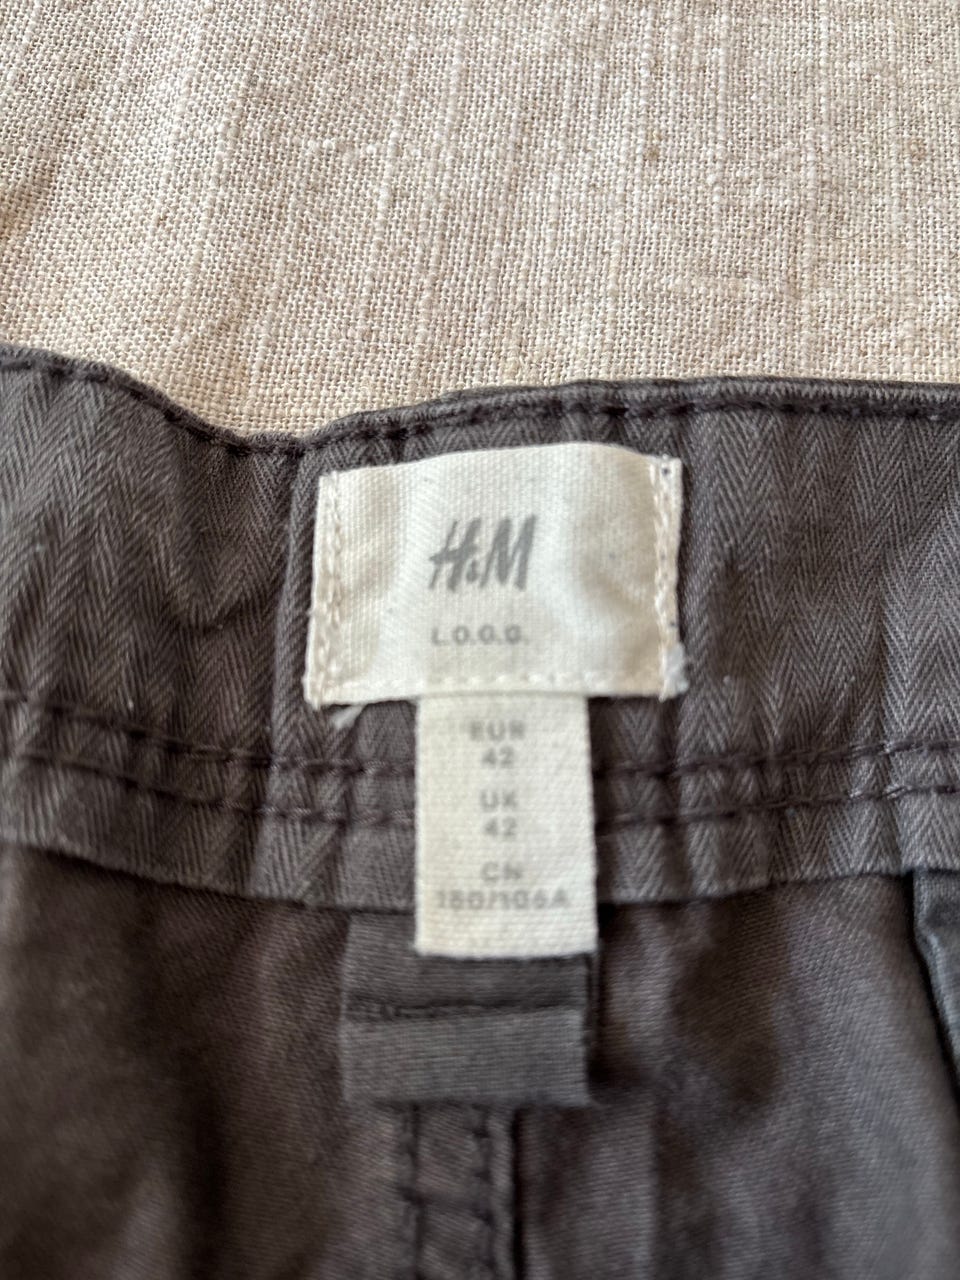 H&M
L.O.G.G.
EUR
42
UK
42
CN
180/106A